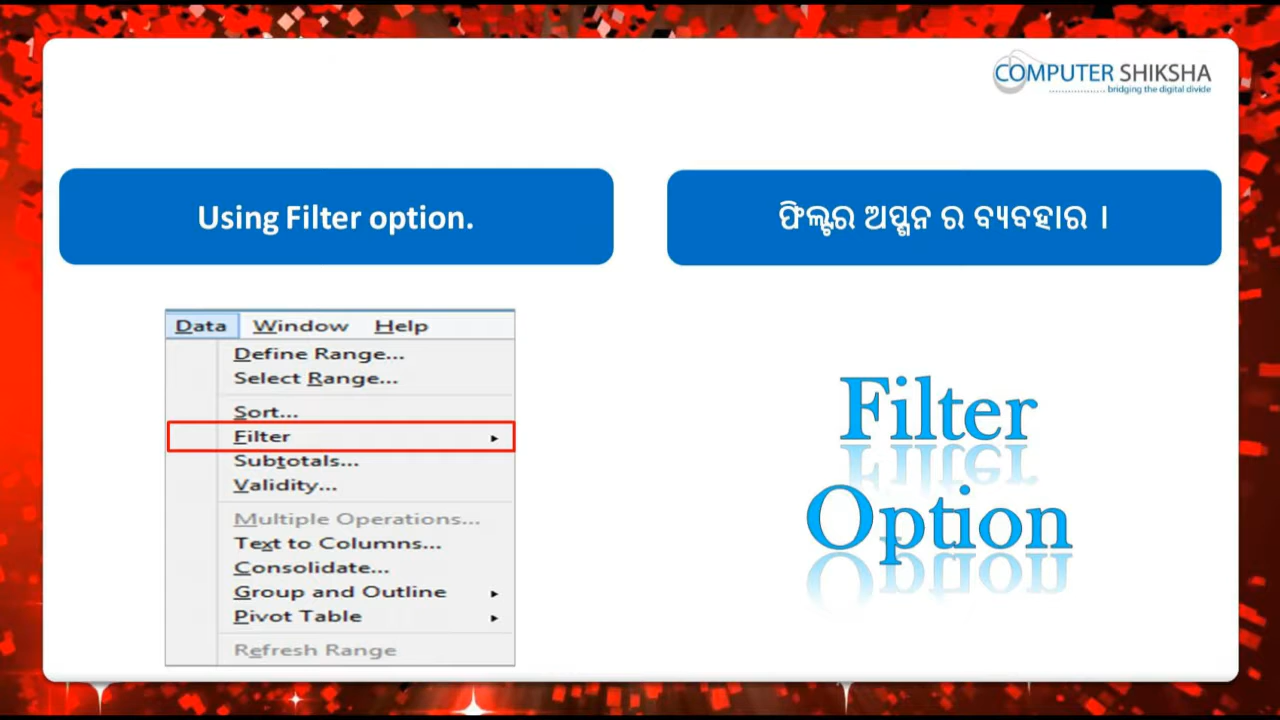 COMPUTER SHIKSHA
bridging the digital divide
Using Filter option.
ଫିଲ୍ଟର ଅପ୍ସନ ର ବ୍ୟବହାର ।
Data Window Help
Define Range...
Select Range...
Sort...
Filter
Subtotals...
Validity...
Multiple Operations...
Text to Columns...
Consolidate...
Group and Outline
Pivot Table
Refresh Range
Filter
Option